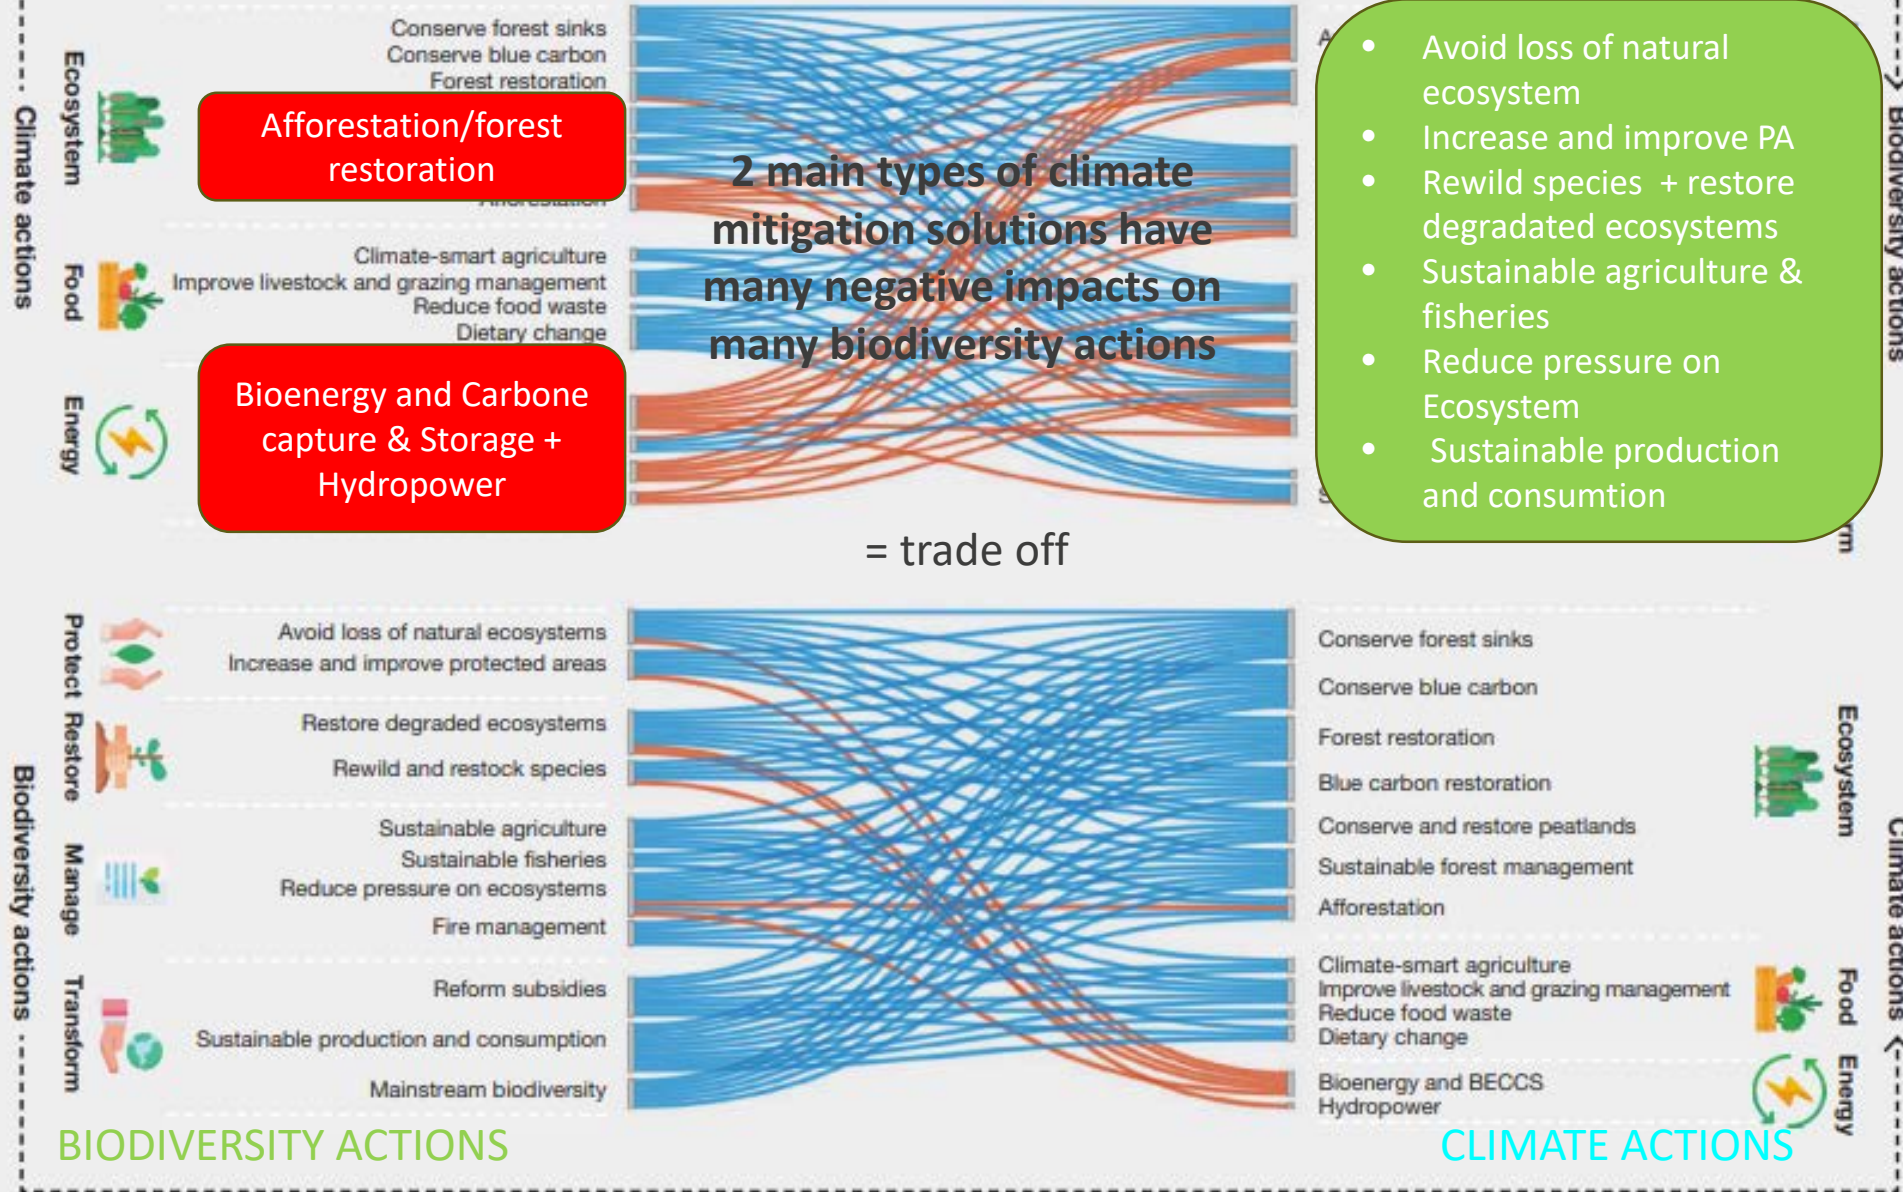 Climate actions
Ecosystem
Conserve forest sinks
Conserve blue carbon
Forest restoration
Afforestation/forest
restoration
Afforestation
Food
Climate-smart agriculture
Improve livestock and grazing management
Reduce food waste
Dietary change
Energy
Bioenergy and Carbone
capture & Storage +
Hydropower
2 main types of climate
mitigation solutions have
many negative impacts on
many biodiversity actions
= trade off
• Avoid loss of natural
ecosystem
• Increase and improve PA
• Rewild species + restore
degradated ecosystems
• Sustainable agriculture &
fisheries
• Reduce pressure on
Ecosystem
• Sustainable production
and consumtion
Biodiversity actions
Biodiversity actions
Protect
Avoid loss of natural ecosystems
Increase and improve protected areas
Restore
Restore degraded ecosystems
Rewild and restock species
Manage
Sustainable agriculture
Sustainable fisheries
Reduce pressure on ecosystems
Fire management
Transform
Reform subsidies
Sustainable production and consumption
Mainstream biodiversity
Conserve forest sinks
Conserve blue carbon
Forest restoration
Blue carbon restoration
Conserve and restore peatlands
Sustainable forest management
Afforestation
Ecosystem
Climate-smart agriculture
Improve livestock and grazing management
Reduce food waste
Dietary change
Food
Bioenergy and BECCS
Hydropower
Energy
Climate actions
BIODIVERSITY ACTIONS
CLIMATE ACTIONS